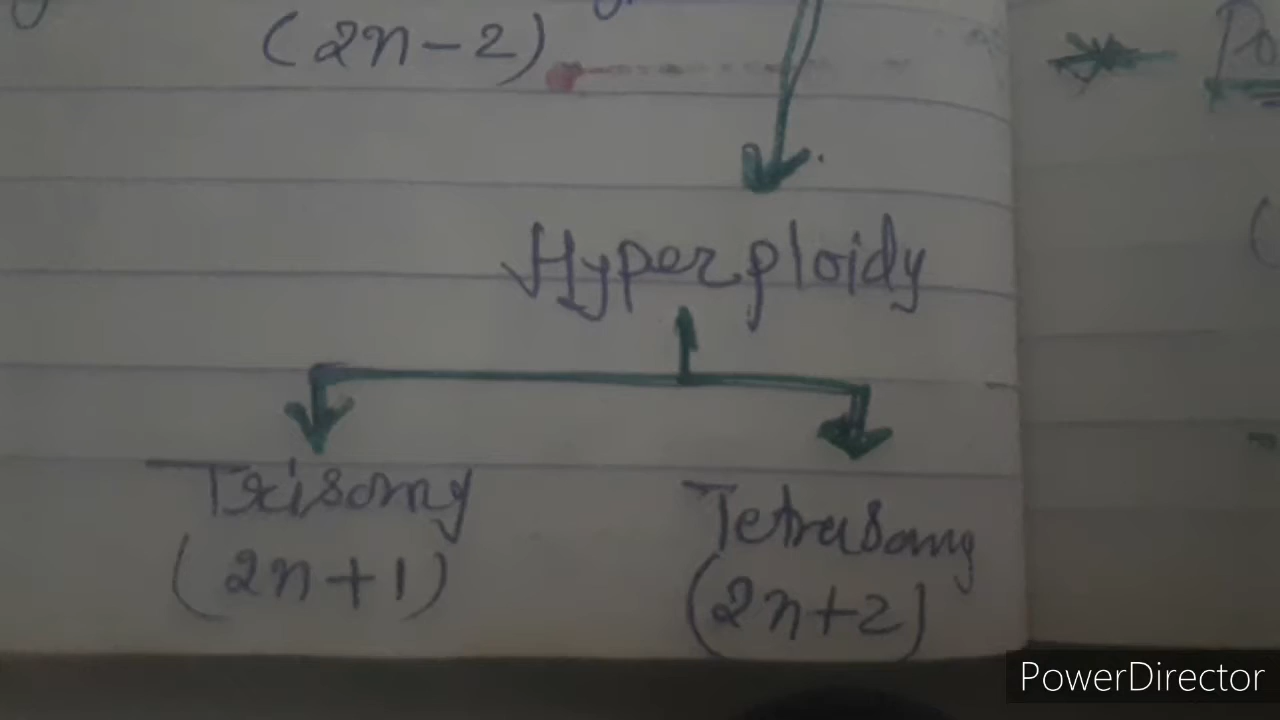 (2n-2)
Hyperploidy
Trisomy
Tetrasomy
(2n+1)
(2n+2)
PowerDirector